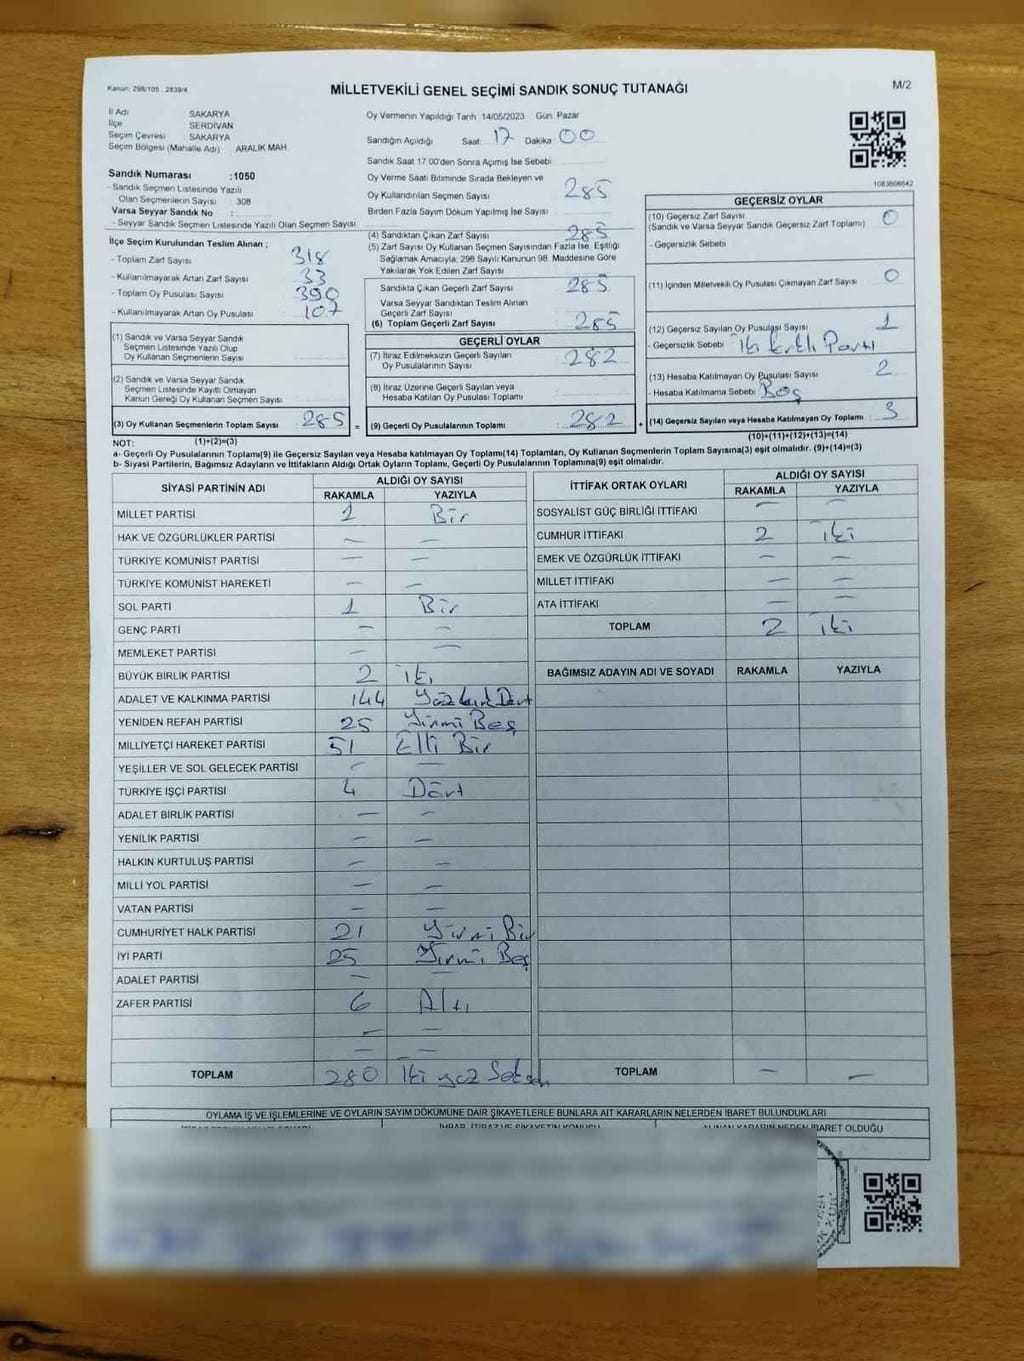 Kanun: 298/105 , 2839/4
MİLLETVEKİLİ GENEL SEÇİMİ SANDIK SONUÇ TUTANAĞI
M/2
İl Adı SAKARYA
İlçe SERDİVAN
Seçim Çevresi SAKARYA
Seçim Bölgesi (Mahalle Adı) ARALIK MAH.
Oy Vermenin Yapıldığı Tarih 14/05/2023 Gün: Pazar
Sandığın Açıldığı Saat 17 Dakika 00
Sandık Saat 17:00'den Sonra Açımış İse Sebebi
Oy Verme Saati Bitiminde Sırada Bekleyen ve
Oy Kullandırılan Seçmen Sayısı 285
Birden Fazla Sayım Döküm Yapılmış İse Sayısı
1083606642
Sandık Numarası :1050
- Sandık Seçmen Listesinde Yazılı
Olan Seçmenlerin Sayısı : 308
Varsa Seyyar Sandık No :
- Seyyar Sandık Seçmen Listesinde Yazılı Olan Seçmen Sayısı
İlçe Seçim Kurulundan Teslim Alınan ;
- Toplam Zarf Sayısı 318
- Kullanılmayarak Artan Zarf Sayısı 33
- Toplam Oy Pusulası Sayısı 390
- Kullanılmayarak Artan Oy Pusulası 107
(1) Sandık ve Varsa Seyyar Sandık
Seçmen Listesinde Yazılı Olup
Oy Kullanan Seçmenlerin Sayısı
(2) Sandık ve Varsa Seyyar Sandık
Seçmen Listesinde Kayıtlı Olmayan
Kanun Gereği Oy Kullanan Seçmen Sayısı
(3) Oy Kullanan Seçmenlerin Toplam Sayısı 285 =
(1)+(2)=(3)
(4) Sandıktan Çıkan Zarf Sayısı 285
(5) Zarf Sayısı Oy Kullanan Seçmen Sayısından Fazla İse, Eşitliği
Sağlamak Amacıyla; 298 Sayılı Kanunun 98. Maddesine Göre
Yakılarak Yok Edilen Zarf Sayısı
Sandıkta Çıkan Geçerli Zarf Sayısı 285
Varsa Seyyar Sandıktan Teslim Alınan
Geçerli Zarf Sayısı
(6) Toplam Geçerli Zarf Sayısı 285
GEÇERLİ OYLAR
(7) İtiraz Edilmeksizin Geçerli Sayılan
Oy Pusulalarının Sayısı 282
(8) İtiraz Üzerine Geçerli Sayılan veya
Hesaba Katılan Oy Pusulası Toplamı
(9) Geçerli Oy Pusulalarının Toplamı 282 +
GEÇERSİZ OYLAR
(10) Geçersiz Zarf Sayısı 0
(Sandık ve Varsa Seyyar Sandık Geçersiz Zarf Toplamı)
- Geçersizlik Sebebi
(11) İçinden Milletvekili Oy Pusulası Çıkmayan Zarf Sayısı 0
(12) Geçersiz Sayılan Oy Pusulası Sayısı 1
- Geçersizlik Sebebi İki farklı Parti
(13) Hesaba Katılmayan Oy Pusulası Sayısı 2
- Hesaba Katılmama Sebebi Boş
(14) Geçersiz Sayılan veya Hesaba Katılmayan Oy Toplamı 3
(10)+(11)+(12)+(13)=(14)
NOT:
a- Geçerli Oy Pusulalarının Toplamı(9) ile Geçersiz Sayılan veya Hesaba katılmayan Oy Toplamı(14) Toplamları, Oy Kullanan Seçmenlerin Toplam Sayısına(3) eşit olmalıdır. (9)+(14)=(3)
b- Siyasi Partilerin, Bağımsız Adayların ve İttifakların Aldığı Ortak Oyların Toplamı, Geçerli Oy Pusulalarının Toplamına(9) eşit olmalıdır.
SİYASİ PARTİNİN ADI ALDIĞI OY SAYISI
RAKAMLA YAZIYLA
MİLLET PARTİSİ 1 Bir
HAK VE ÖZGÜRLÜKLER PARTİSİ — —
TÜRKİYE KOMÜNİST PARTİSİ — —
TÜRKİYE KOMÜNİST HAREKETİ — —
SOL PARTİ 1 Bir
GENÇ PARTİ — —
MEMLEKET PARTİSİ — —
BÜYÜK BİRLİK PARTİSİ 2 İki
ADALET VE KALKINMA PARTİSİ 144 Yüz kırk Dört
YENİDEN REFAH PARTİSİ 25 Yirmi Beş
MİLLİYETÇİ HAREKET PARTİSİ 51 Elli Bir
YEŞİLLER VE SOL GELECEK PARTİSİ — —
TÜRKİYE İŞÇİ PARTİSİ 4 Dört
ADALET BİRLİK PARTİSİ — —
YENİLİK PARTİSİ — —
HALKIN KURTULUŞ PARTİSİ — —
MİLLİ YOL PARTİSİ — —
VATAN PARTİSİ — —
CUMHURİYET HALK PARTİSİ 21 Yirmi Bir
İYİ PARTİ 25 Yirmi Beş
ADALET PARTİSİ — —
ZAFER PARTİSİ 6 Altı
— —
— —
TOPLAM 280 İki yüz Seksen
İTTİFAK ORTAK OYLARI ALDIĞI OY SAYISI
RAKAMLA YAZIYLA
SOSYALİST GÜÇ BİRLİĞİ İTTİFAKI — —
CUMHUR İTTİFAKI 2 İki
EMEK VE ÖZGÜRLÜK İTTİFAKI — —
MİLLET İTTİFAKI — —
ATA İTTİFAKI — —
TOPLAM 2 İki
BAĞIMSIZ ADAYIN ADI VE SOYADI RAKAMLA YAZIYLA
TOPLAM — —
OYLAMA İŞ VE İŞLEMLERİNE VE OYLARIN SAYIM DÖKÜMÜNE DAİR ŞİKAYETLERLE BUNLARA AİT KARARLARIN NELERDEN İBARET BULUNDUKLARI
İHBAR, İTİRAZ VE ŞİKAYETİN KONUSU ALINAN KARARIN NEDEN İBARET OLDUĞU